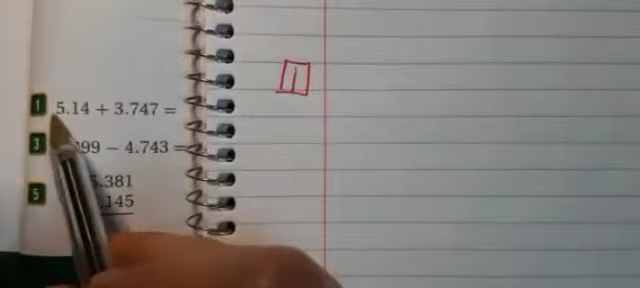 1 5.14 + 3.747 =
1
3 99 - 4.743 =
5 .381
.145